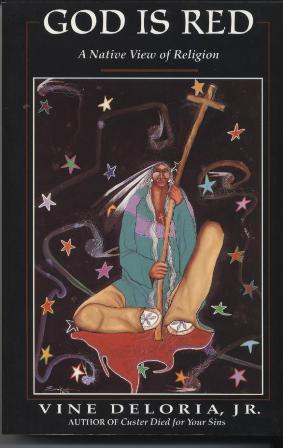 GOD IS RED
A Native View of Religion
VINE DELORIA, JR.
AUTHOR OF Custer Died for Your Sins